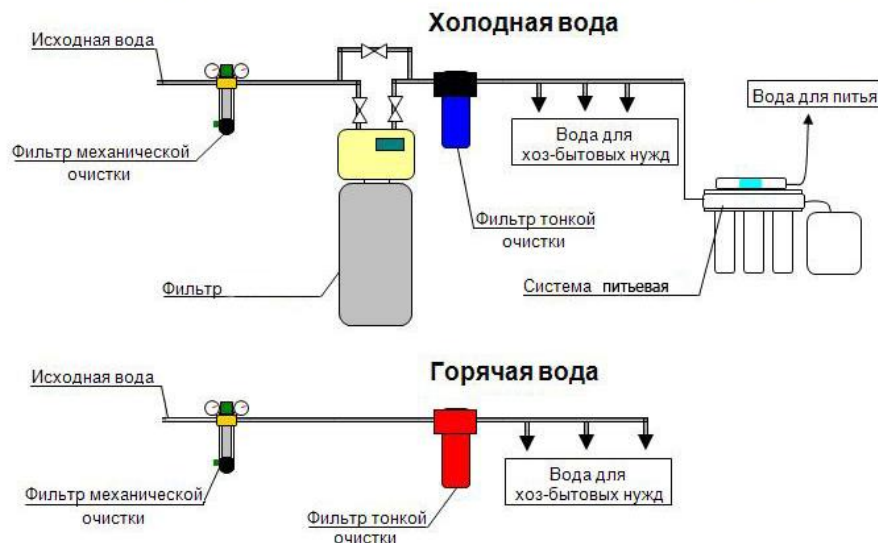 Холодная вода
Исходная вода
Вода для питья
Вода для
хоз-бытовых нужд
Фильтр механической
очистки
Фильтр тонкой
очистки
Фильтр
Система питьевая
Горячая вода
Исходная вода
Вода для
хоз-бытовых нужд
Фильтр механической
очистки
Фильтр тонкой
очистки